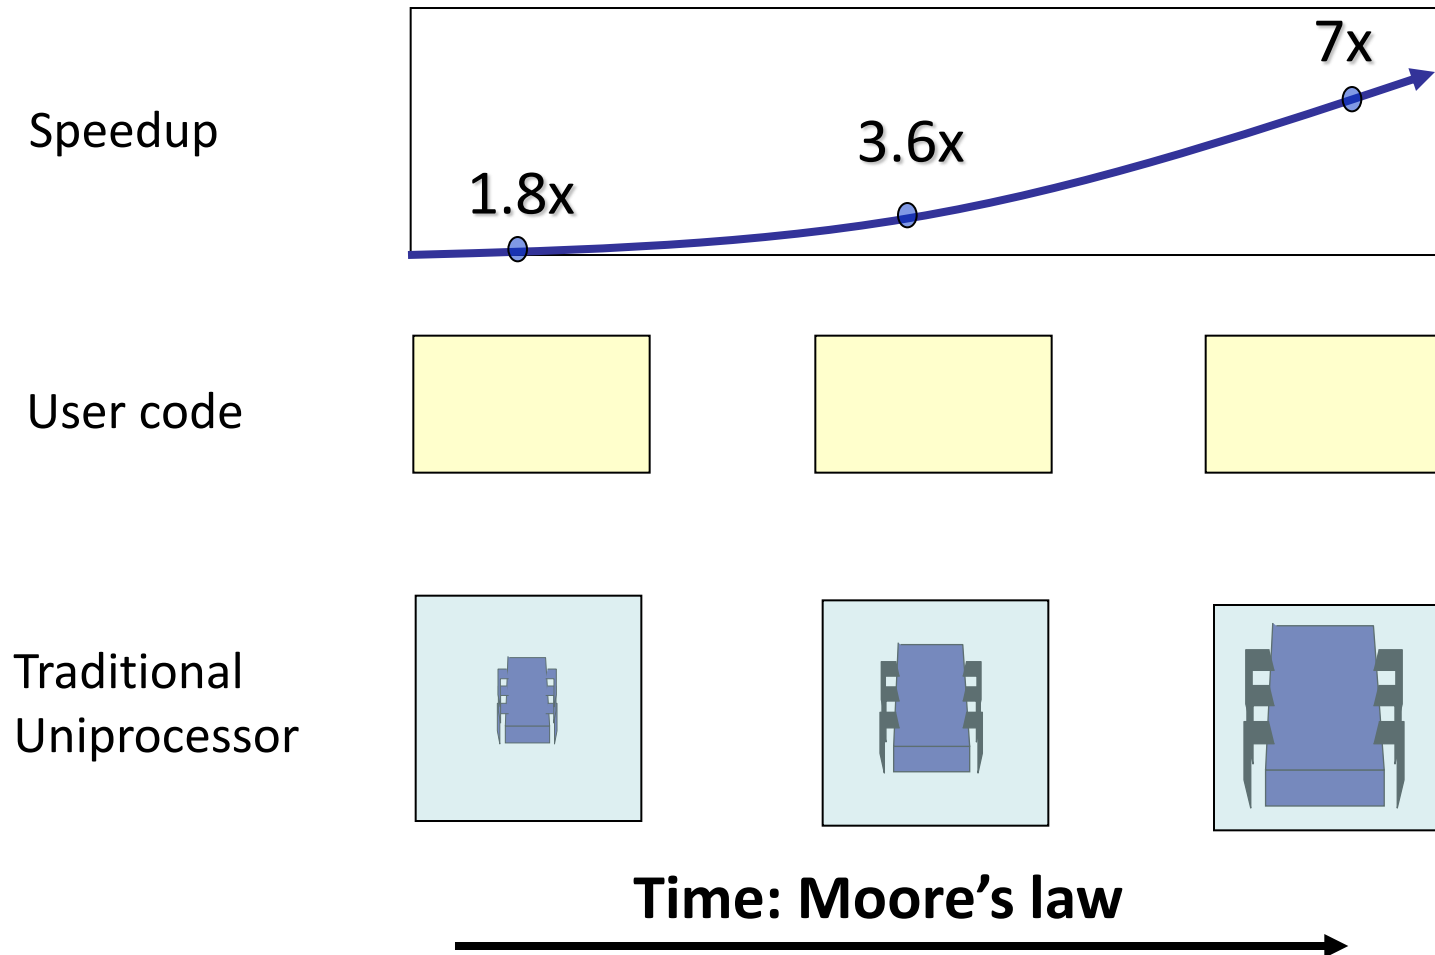 7x
Speedup
3.6x
1.8x
User code
Traditional
Uniprocessor
Time: Moore’s law